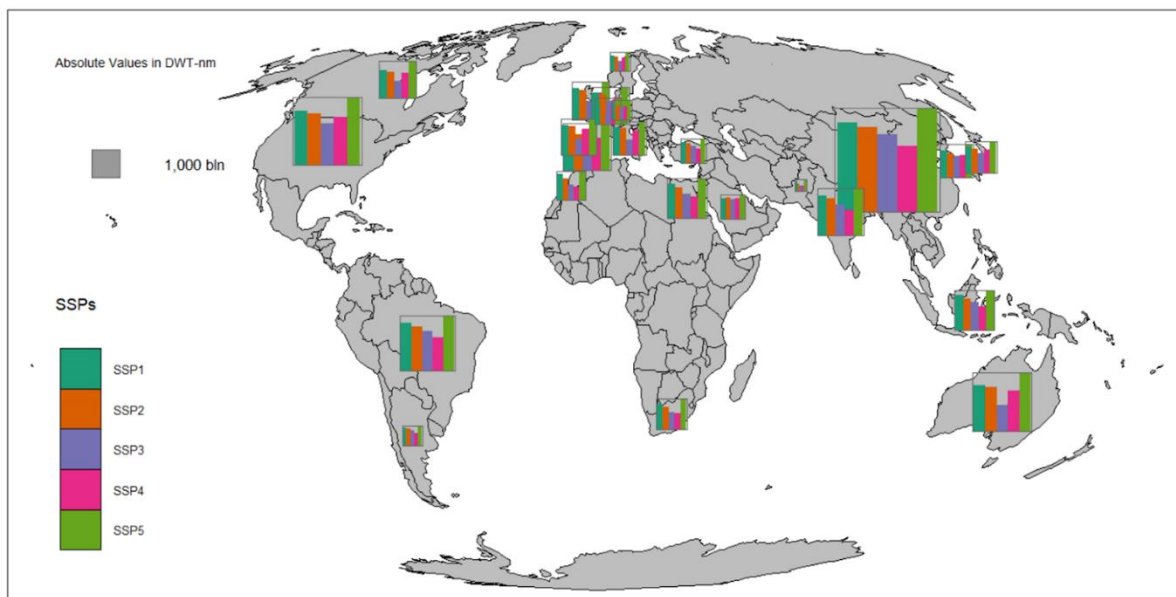 Absolute Values in DWT-nm
1,000 bln
SSPs
SSP1
SSP2
SSP3
SSP4
SSP5